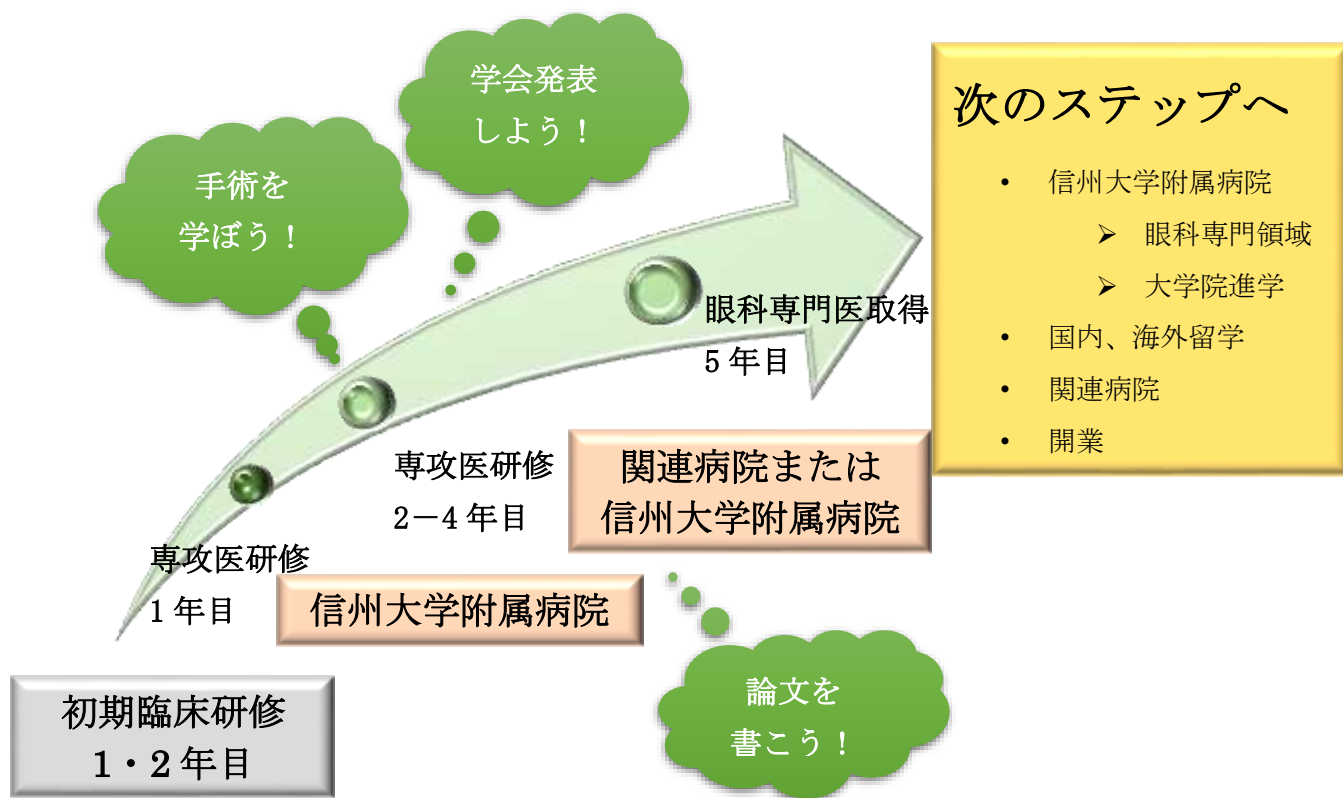 学会発表
しよう！
手術を
学ぼう！
次のステップへ
• 信州大学附属病院
➢ 眼科専門領域
➢ 大学院進学
• 国内、海外留学
• 関連病院
• 開業
眼科専門医取得
5年目
専攻医研修
2－4年目
関連病院または
信州大学附属病院
専攻医研修
1年目
信州大学附属病院
初期臨床研修
1・2年目
論文を
書こう！